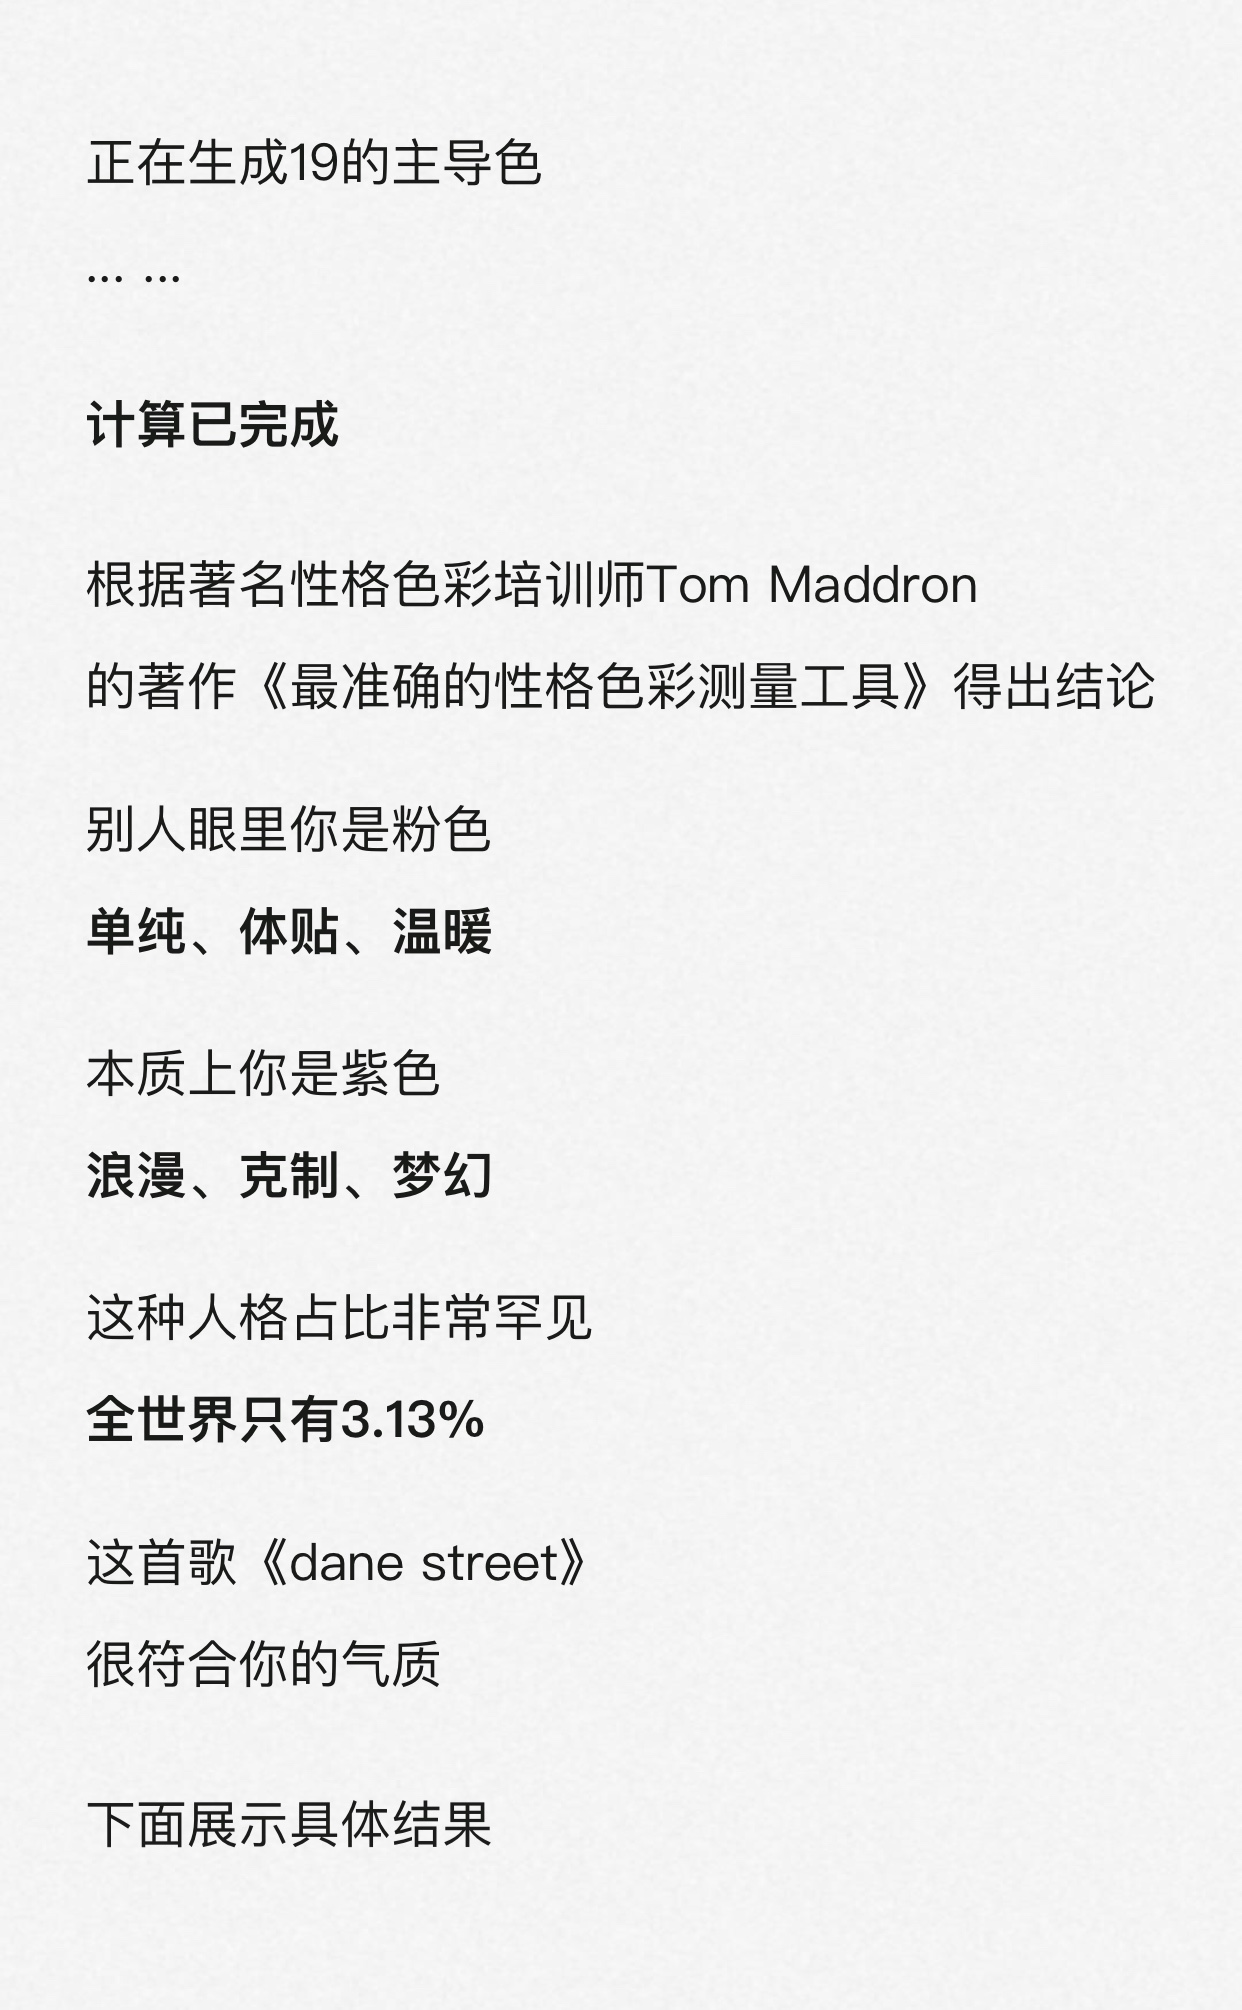 正在生成19的主导色
... ...
计算已完成
根据著名性格色彩培训师Tom Maddron
的著作《最准确的性格色彩测量工具》得出结论
别人眼里你是粉色
单纯、体贴、温暖
本质上你是紫色
浪漫、克制、梦幻
这种人格占比非常罕见
全世界只有3.13%
这首歌《dane street》
很符合你的气质
下面展示具体结果